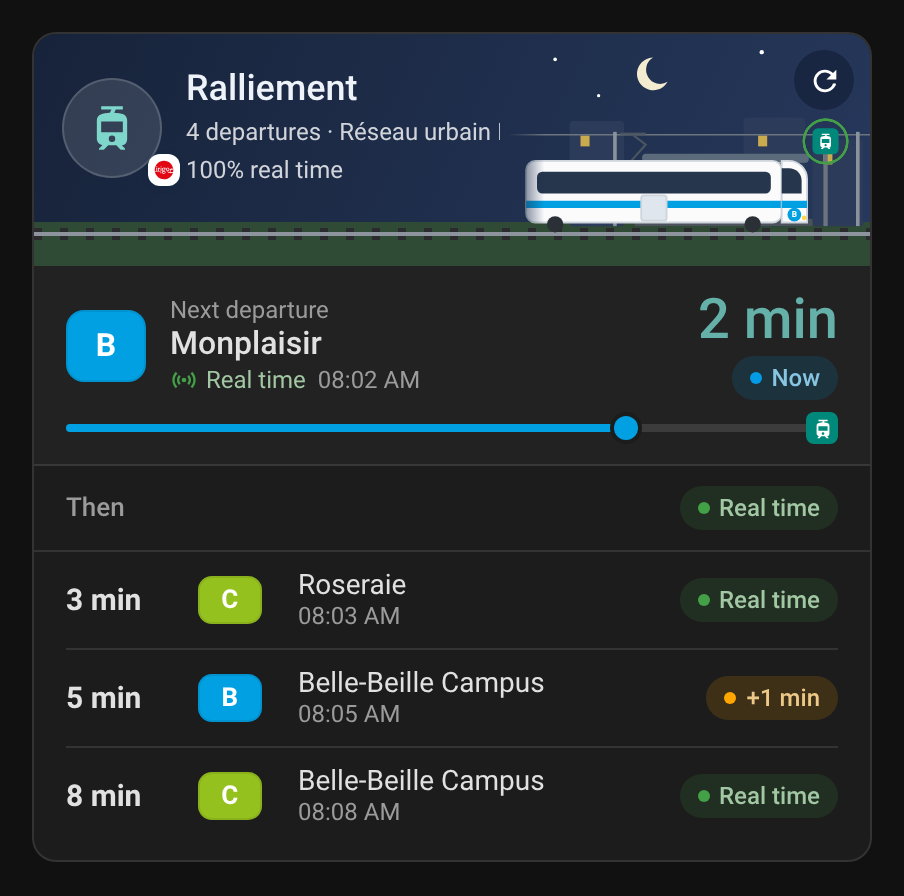 Ralliement
4 departures · Réseau urbain
100% real time
B
B
Next departure
Monplaisir
Real time 08:02 AM
2 min
Now
Then
Real time
3 min
C
Roseraie
08:03 AM
Real time
5 min
B
Belle-Beille Campus
08:05 AM
+1 min
8 min
C
Belle-Beille Campus
08:08 AM
Real time